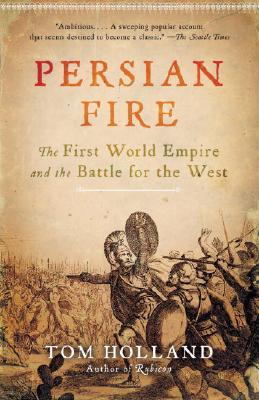 "Ambitious. . . . A sweeping popular account
that seems destined to become a classic." —The Seattle Times
PERSIAN
FIRE
The First World Empire
and the Battle for the West
TOM HOLLAND
Author of Rubicon